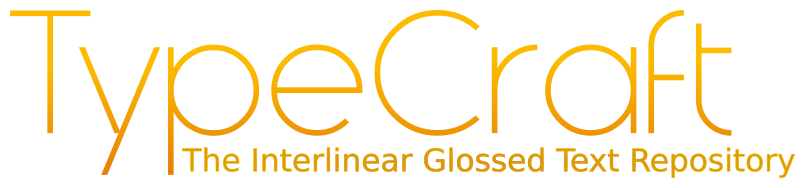 TypeCraft
The Interlinear Glossed Text Repository